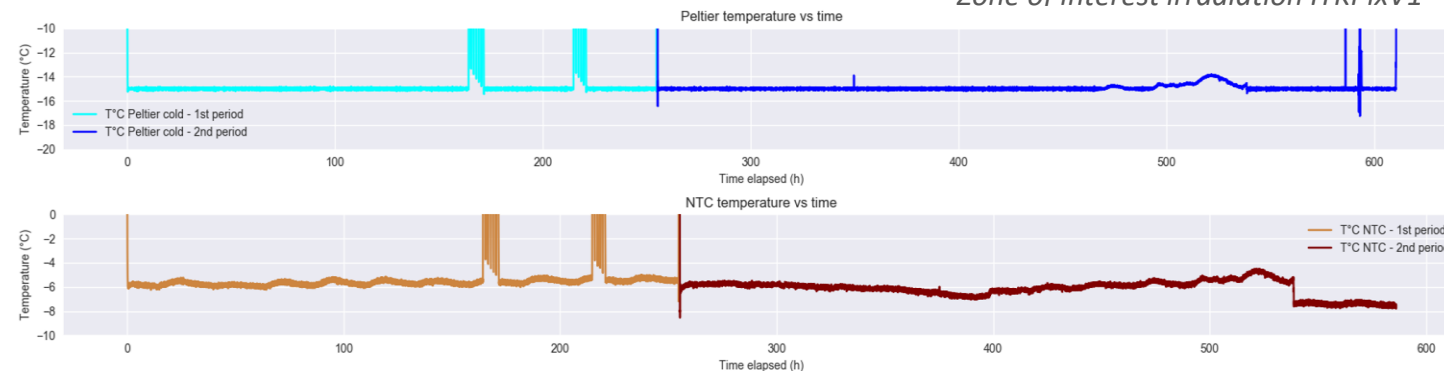 Zone of interest irradiation ITKPixV1
Peltier temperature vs time
Temperature (°C)
−10
−12
−14
−16
−18
−20
T°C Peltier cold - 1st period
T°C Peltier cold - 2nd period
0 100 200 300 400 500 600
Time elapsed (h)
NTC temperature vs time
Temperature (°C)
0
−2
−4
−6
−8
−10
T°C NTC - 1st period
T°C NTC - 2nd period
0 100 200 300 400 500 600
Time elapsed (h)